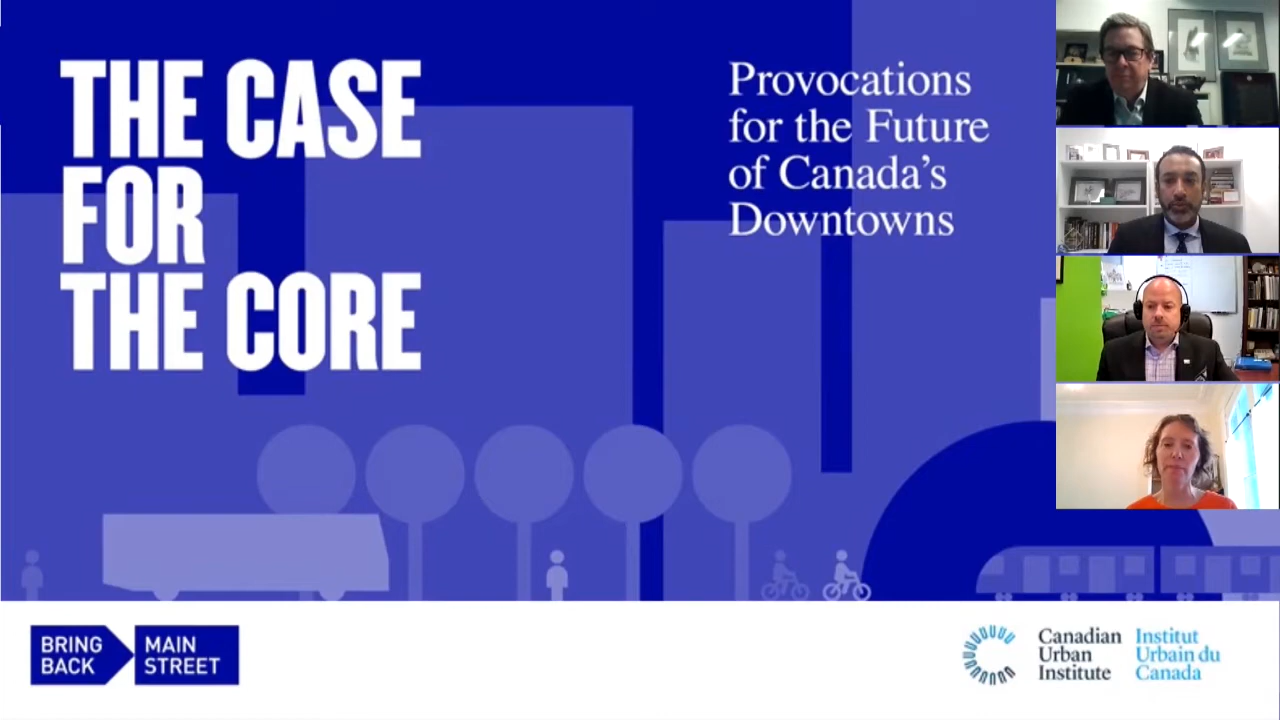 THE CASE
FOR
THE CORE
Provocations
for the Future
of Canada's
Downtowns
BRING
BACK
MAIN
STREET
Canadian
Urban
Institute
Institut
Urbain du
Canada